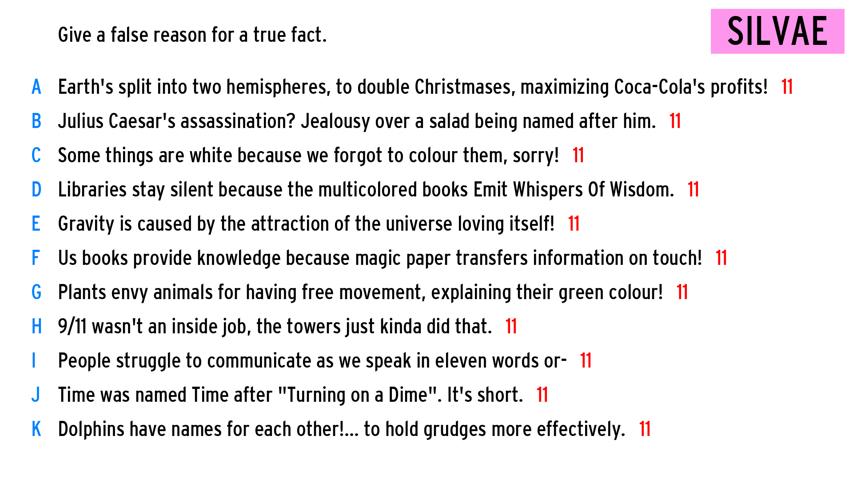 Give a false reason for a true fact.
SILVAE
A Earth's split into two hemispheres, to double Christmases, maximizing Coca-Cola's profits! 11
B Julius Caesar's assassination? Jealousy over a salad being named after him. 11
C Some things are white because we forgot to colour them, sorry! 11
D Libraries stay silent because the multicolored books Emit Whispers Of Wisdom. 11
E Gravity is caused by the attraction of the universe loving itself! 11
F Us books provide knowledge because magic paper transfers information on touch! 11
G Plants envy animals for having free movement, explaining their green colour! 11
H 9/11 wasn't an inside job, the towers just kinda did that. 11
I People struggle to communicate as we speak in eleven words or- 11
J Time was named Time after "Turning on a Dime". It's short. 11
K Dolphins have names for each other!... to hold grudges more effectively. 11